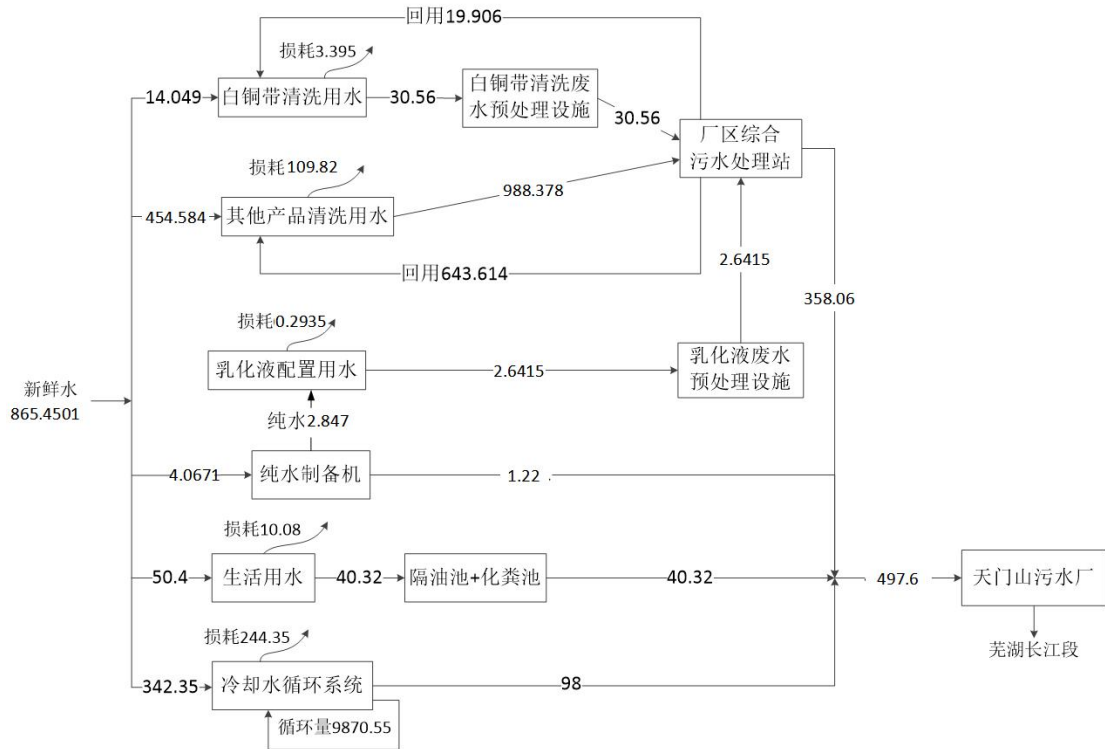 回用19.906
损耗3.395
14.049
白铜带清洗用水
30.56
白铜带清洗废
水预处理设施
30.56
厂区综合
污水处理站
损耗109.82
454.584
其他产品清洗用水
988.378
回用643.614
2.6415
358.06
损耗0.2935
乳化液配置用水
2.6415
乳化液废水
预处理设施
新鲜水
865.4501
纯水2.847
4.0671
纯水制备机
1.22
损耗10.08
50.4
生活用水
40.32
隔油池+化粪池
40.32
497.6
天门山污水厂
芜湖长江段
损耗244.35
342.35
冷却水循环系统
98
循环量9870.55